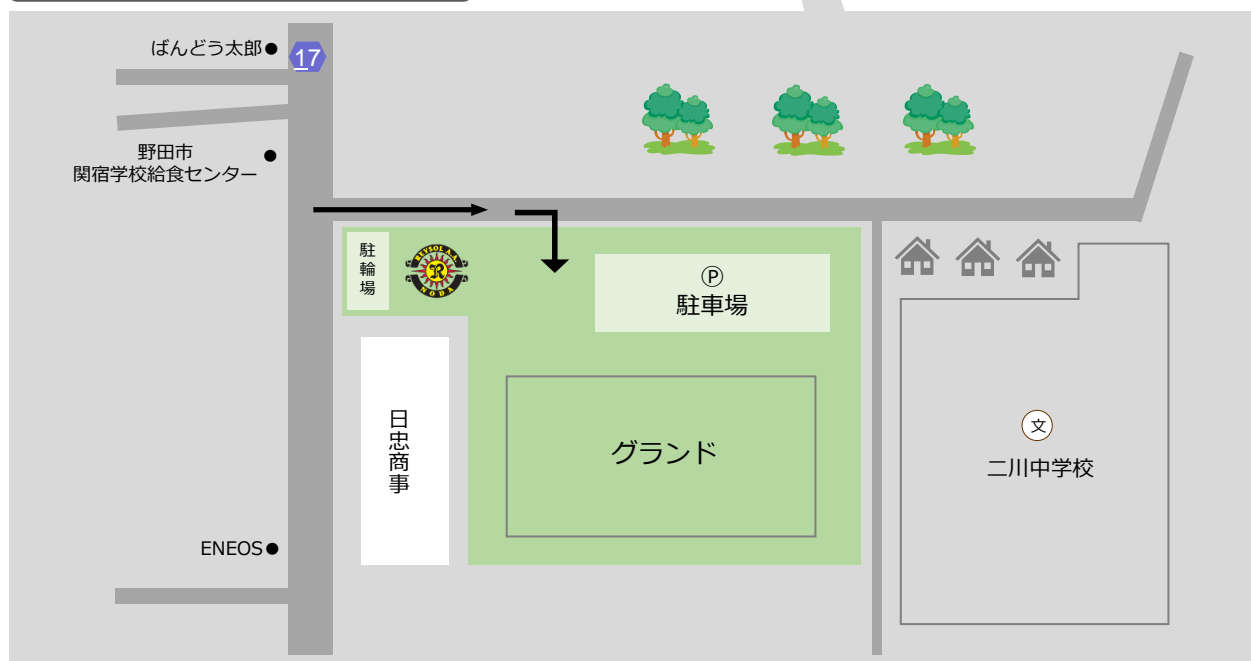 ばんどう太郎
17
野田市
関宿学校給食センター
駐輪場
REYSOL A.A
R
NODA
P
駐車場
日忠商事
グランド
文
二川中学校
ENEOS